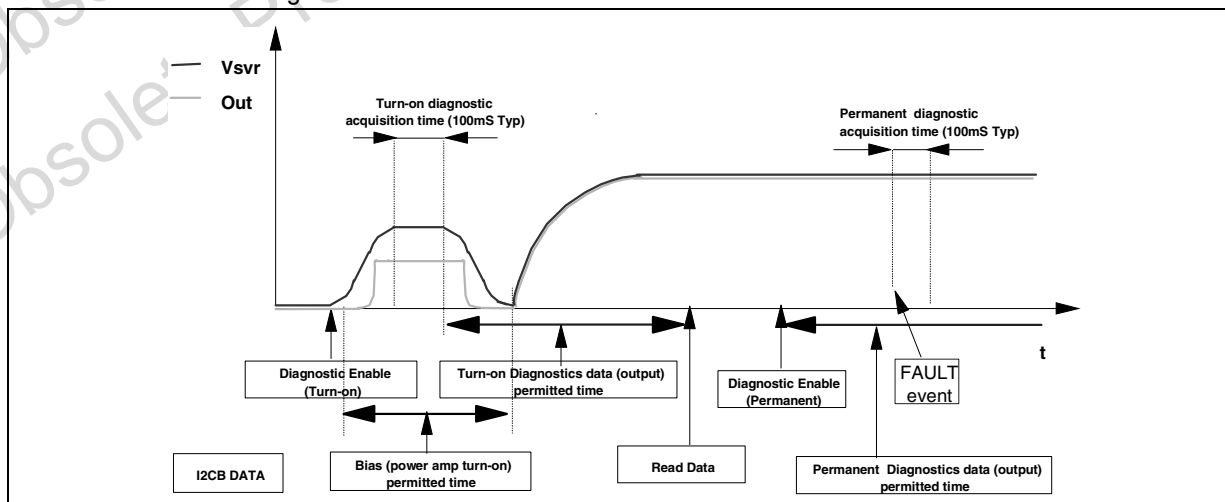 Obsolete
Vsvr
Out
Turn-on diagnostic
acquisition time (100mS Typ)
Permanent diagnostic
acquisition time (100mS Typ)
t
Diagnostic Enable
(Turn-on)
Turn-on Diagnostics data (output)
permitted time
Diagnostic Enable
(Permanent)
FAULT
event
I2CB DATA
Bias (power amp turn-on)
permitted time
Read Data
Permanent Diagnostics data (output)
permitted time